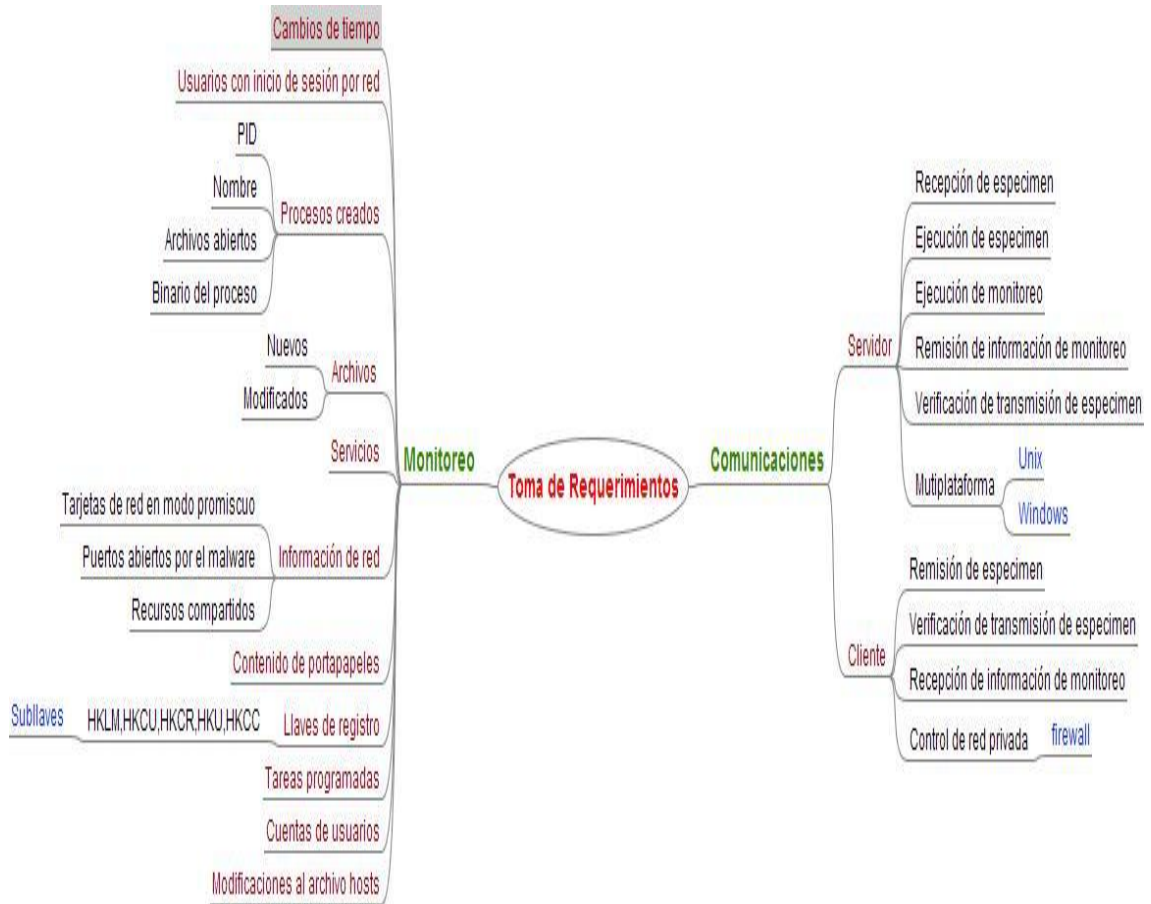 Cambios de tiempo
Usuarios con inicio de sesión por red
PID
Nombre
Procesos creados
Archivos abiertos
Binario del proceso
Nuevos
Archivos
Modificados
Servicios
Monitoreo
Tarjetas de red en modo promiscuo
Puertos abiertos por el malware
Información de red
Recursos compartidos
Contenido de portapapeles
Subllaves
HKLM,HKCU,HKCR,HKU,HKCC
Llaves de registro
Tareas programadas
Cuentas de usuarios
Modificaciones al archivo hosts
Toma de Requerimientos
Comunicaciones
Servidor
Recepción de especimen
Ejecución de especimen
Ejecución de monitoreo
Remisión de información de monitoreo
Verificación de transmisión de especimen
Mutiplataforma
Unix
Windows
Cliente
Remisión de especimen
Verificación de transmisión de especimen
Recepción de información de monitoreo
Control de red privada
firewall